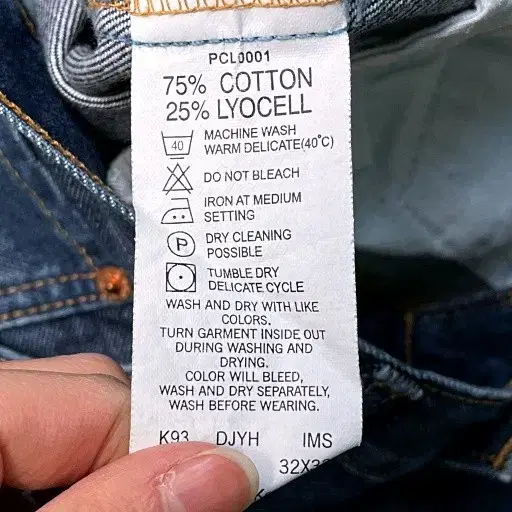 PCL0001
75% COTTON
25% LYOCELL
40 MACHINE WASH
WARM DELICATE(40°C)
DO NOT BLEACH
IRON AT MEDIUM
SETTING
P DRY CLEANING
POSSIBLE
TUMBLE DRY
DELICATE CYCLE
WASH AND DRY WITH LIKE
COLORS.
TURN GARMENT INSIDE OUT
DURING WASHING AND
DRYING.
COLOR WILL BLEED,
WASH AND DRY SEPARATELY,
WASH BEFORE WEARING.
K93 DJYH IMS